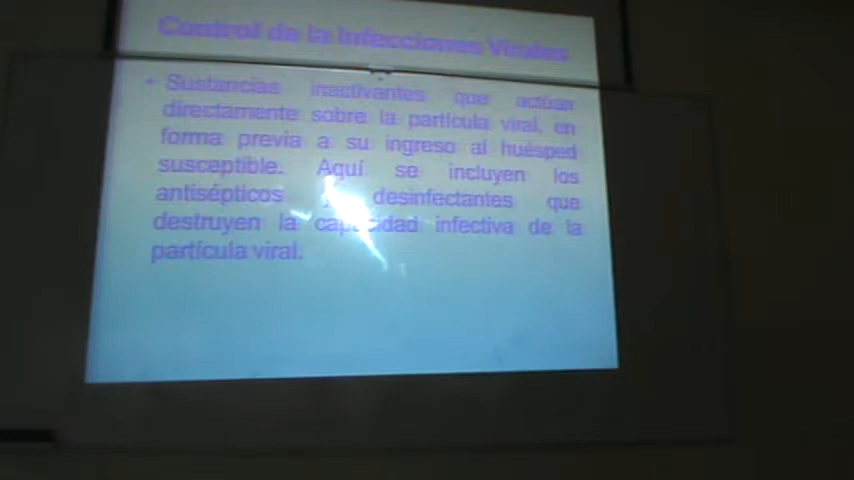 Control de la Infecciones Virales
• Sustancias inactivantes que actúan
directamente sobre la partícula viral, en
forma previa a su ingreso al huésped
susceptible. Aquí se incluyen los
antisépticos y desinfectantes que
destruyen la capacidad infectiva de la
partícula viral.